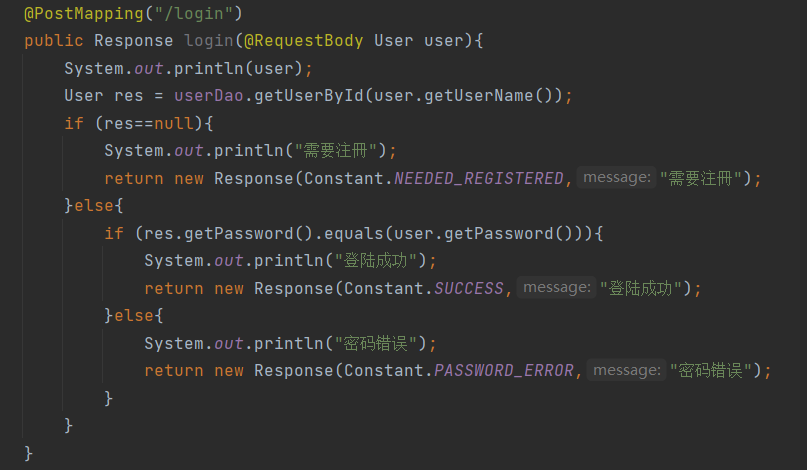 @PostMapping("/login")
public Response login(@RequestBody User user){
System.out.println(user);
User res = userDao.getUserById(user.getUserName());
if (res==null){
System.out.println("需要注冊");
return new Response(Constant.NEEDED_REGISTERED, message: "需要注冊");
}else{
if (res.getPassword().equals(user.getPassword())){
System.out.println("登陆成功");
return new Response(Constant.SUCCESS, message: "登陆成功");
}else{
System.out.println("密码错误");
return new Response(Constant.PASSWORD_ERROR, message: "密码错误");
}
}
}